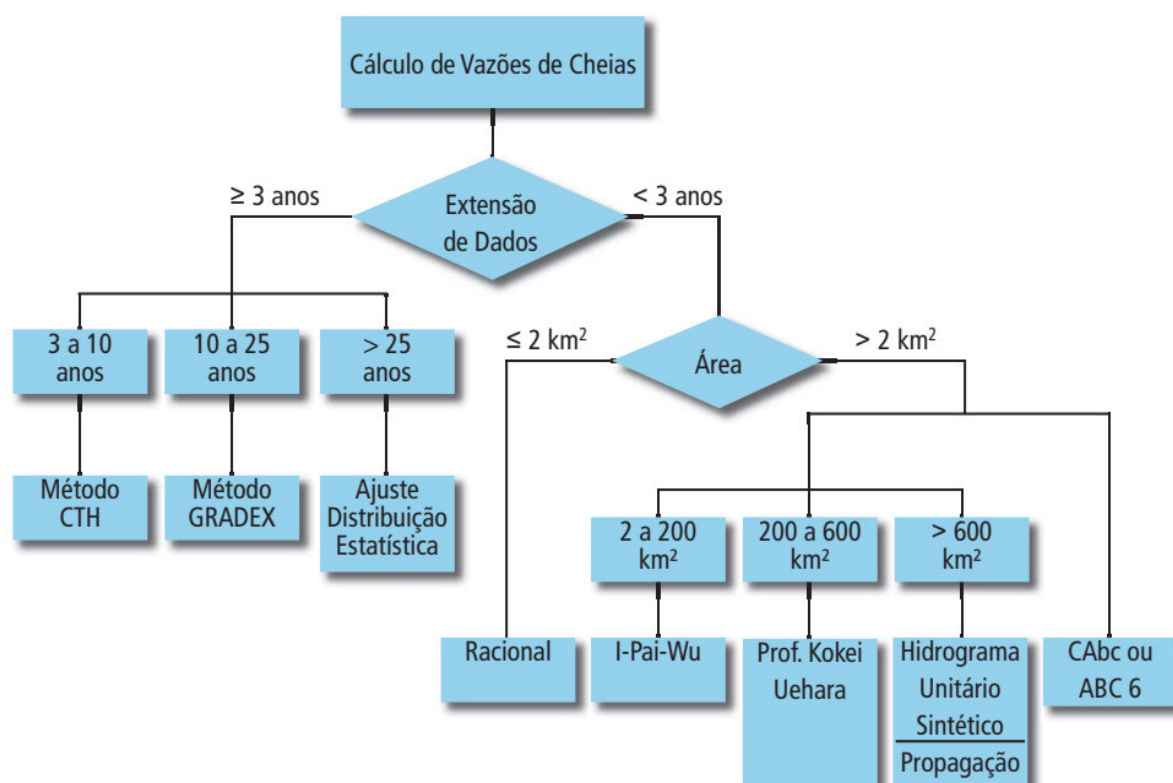 Cálculo de Vazões de Cheias
≥ 3 anos
Extensão
de Dados
< 3 anos
3 a 10
anos
10 a 25
anos
> 25
anos
≤ 2 km²
Área
> 2 km²
Método
CTH
Método
GRADEX
Ajuste
Distribuição
Estatística
2 a 200
km²
200 a 600
km²
> 600
km²
Racional
I-Pai-Wu
Prof. Kokei
Uehara
Hidrograma
Unitário
Sintético
Propagação
CAbc ou
ABC 6